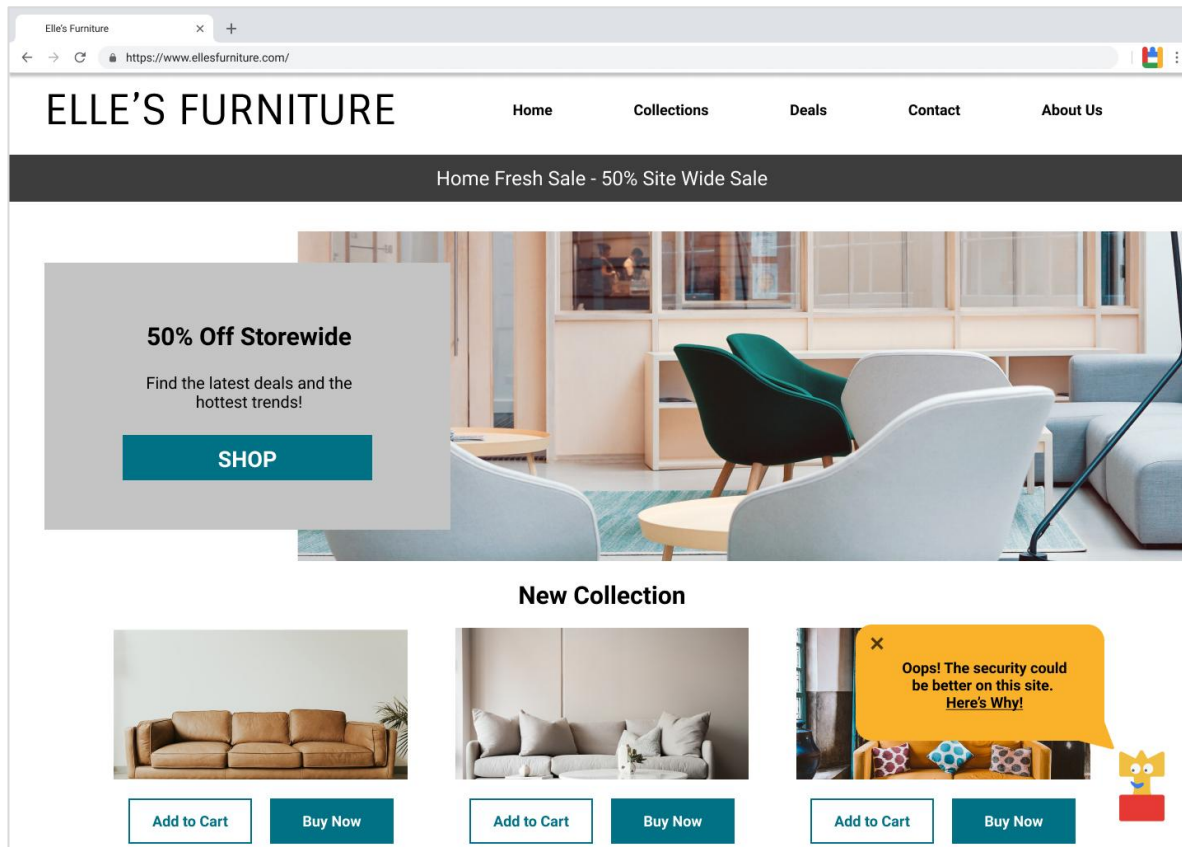 Elle's Furniture
https://www.ellesfurniture.com/
ELLE'S FURNITURE
Home
Collections
Deals
Contact
About Us
Home Fresh Sale - 50% Site Wide Sale
50% Off Storewide
Find the latest deals and the
hottest trends!
SHOP
New Collection
Oops! The security could
be better on this site.
Here's Why!
Add to Cart
Buy Now
Add to Cart
Buy Now
Add to Cart
Buy Now